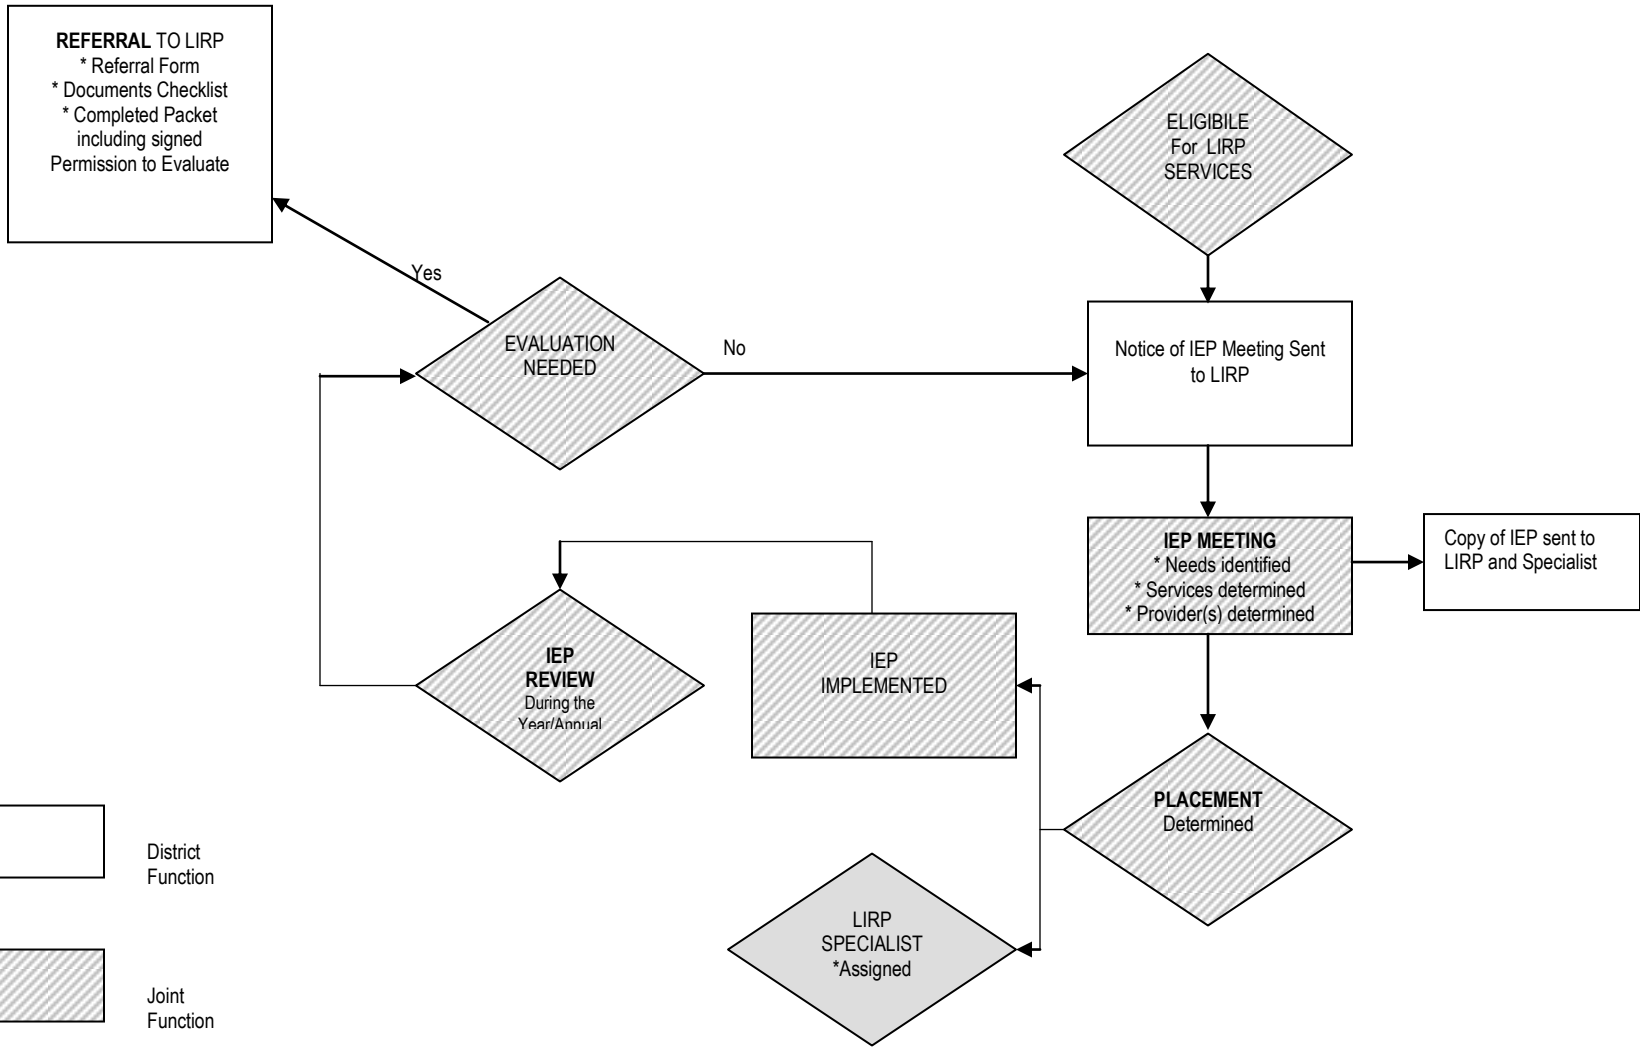 REFERRAL TO LIRP
* Referral Form
* Documents Checklist
* Completed Packet
including signed
Permission to Evaluate
ELIGIBILE
For LIRP
SERVICES
Yes
EVALUATION
NEEDED
No
Notice of IEP Meeting Sent
to LIRP
IEP MEETING
* Needs identified
* Services determined
* Provider(s) determined
Copy of IEP sent to
LIRP and Specialist
IEP
REVIEW
During the
Year/Annual
IEP
IMPLEMENTED
PLACEMENT
Determined
LIRP
SPECIALIST
*Assigned
District
Function
Joint
Function